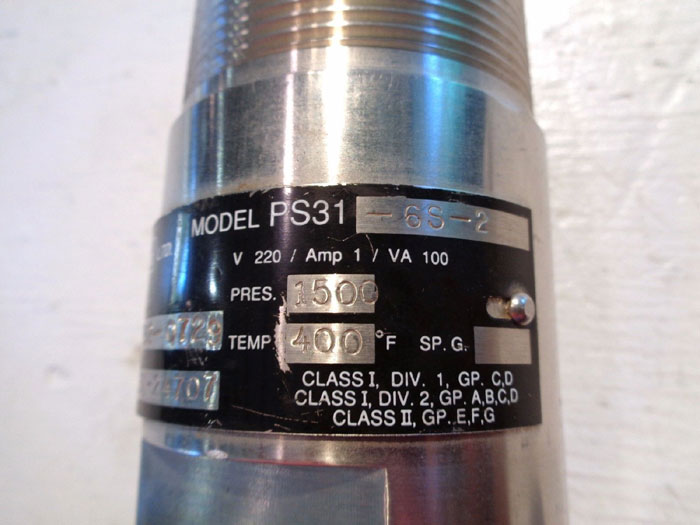 MODEL PS31 -6S-2
V 220 / Amp 1 / VA 100
PRES. 1500
TEMP 400 °F SP.G.
CLASS I, DIV. 1, GP. C,D
CLASS I, DIV. 2, GP. A,B,C,D
CLASS II, GP. E,F,G